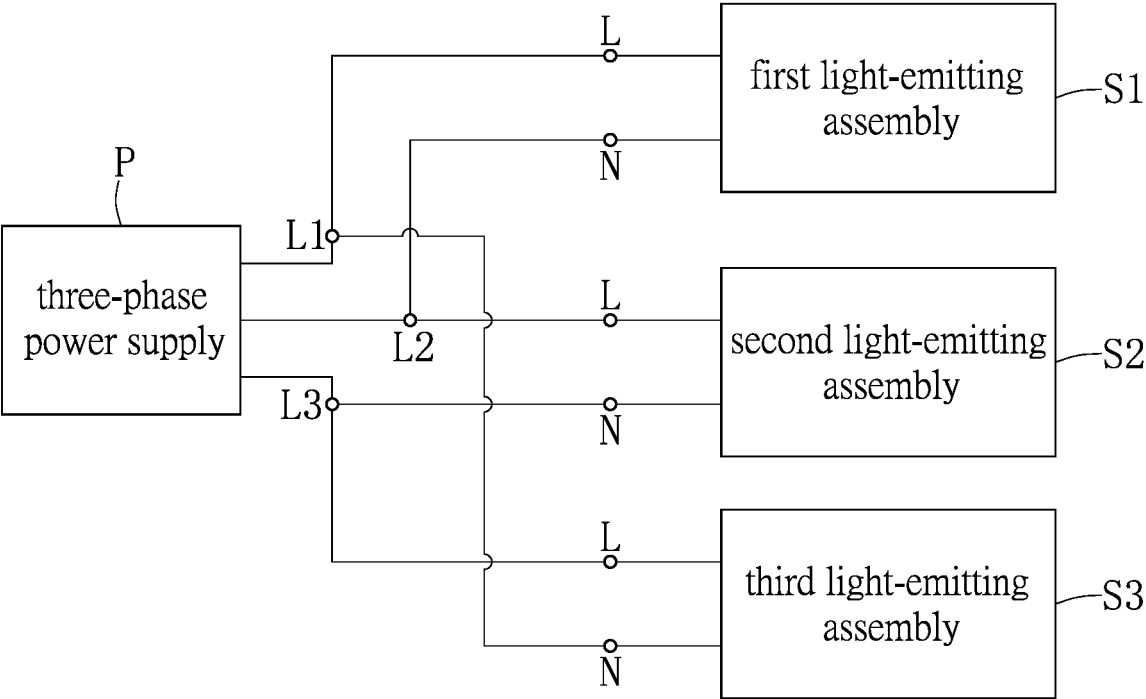 L
first light-emitting
assembly
S1
N
P
L1
three-phase
power supply
L
L2
second light-emitting
assembly
S2
L3
N
L
third light-emitting
assembly
S3
N